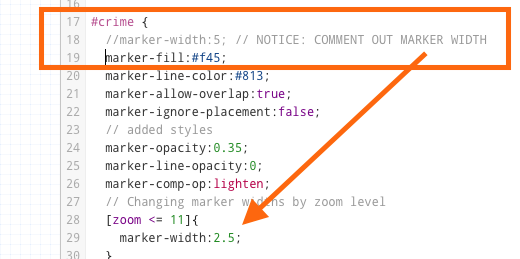 16
17 #crime {
18 //marker-width:5; // NOTICE: COMMENT OUT MARKER WIDTH
19 marker-fill:#f45;
20 marker-line-color:#813;
21 marker-allow-overlap:true;
22 marker-ignore-placement:false;
23 // added styles
24 marker-opacity:0.35;
25 marker-line-opacity:0;
26 marker-comp-op:lighten;
27 // Changing marker widths by zoom level
28 [zoom <= 11]{
29 marker-width:2.5;
30 }